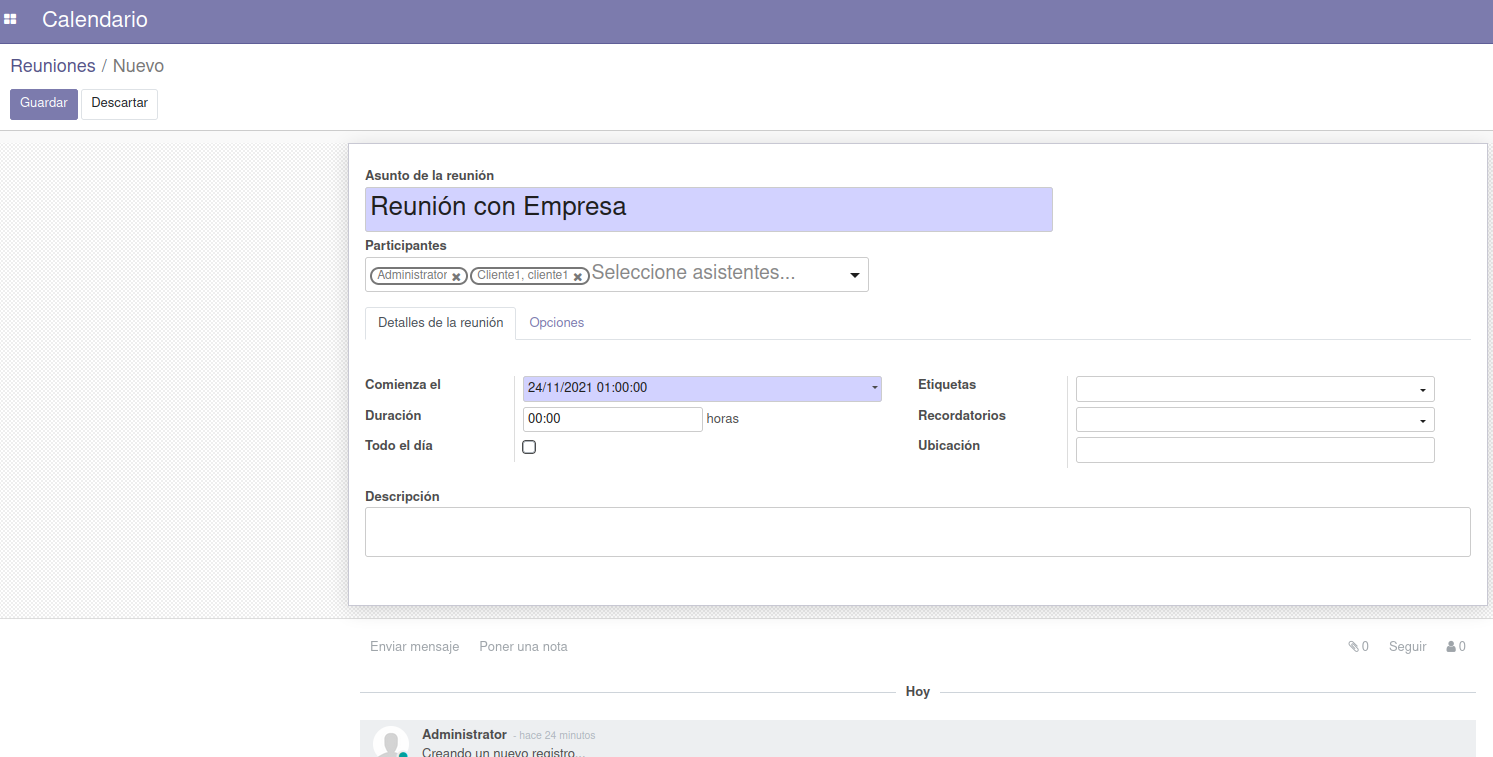 Calendario
Reuniones / Nuevo
Guardar Descartar
Asunto de la reunión
Reunión con Empresa
Participantes
Administrator Cliente1, cliente1 Seleccione asistentes...
Detalles de la reunión Opciones
Comienza el 24/11/2021 01:00:00 Etiquetas
Duración 00:00 horas Recordatorios
Todo el día Ubicación
Descripción
Enviar mensaje Poner una nota 0 Seguir 0
Hoy
Administrator - hace 24 minutos
Creando un nuevo registro...